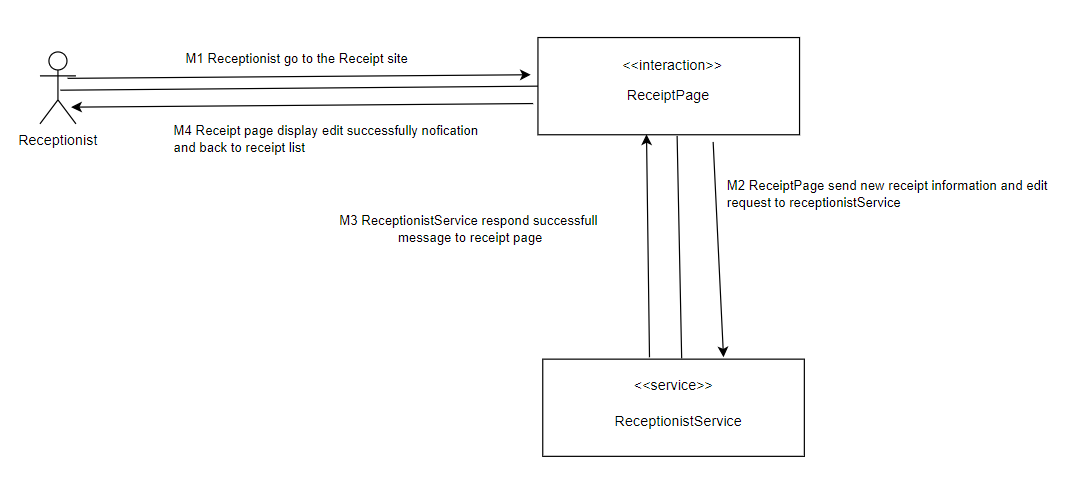 M1 Receptionist go to the Receipt site
<<interaction>>
ReceiptPage
Receptionist
M4 Receipt page display edit successfully nofication
and back to receipt list
M2 ReceiptPage send new receipt information and edit
request to receptionistService
M3 ReceptionistService respond successfull
message to receipt page
<<service>>
ReceptionistService